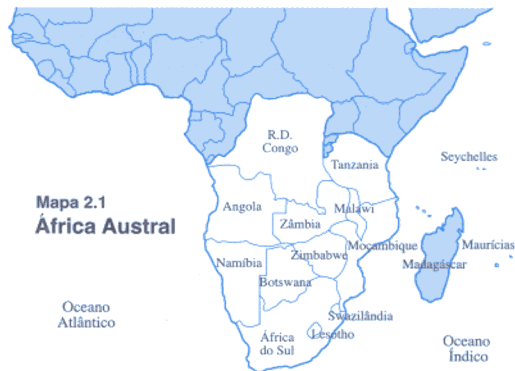 R.D.
Congo
Tanzania
Seychelles
Mapa 2.1
África Austral
Angola
Malawi
Zâmbia
Moçambique
Maurícias
Zimbabwe
Madagáscar
Namíbia
Botswana
Oceano
Atlântico
Swazilândia
África
do Sul
Lesotho
Oceano
Índico